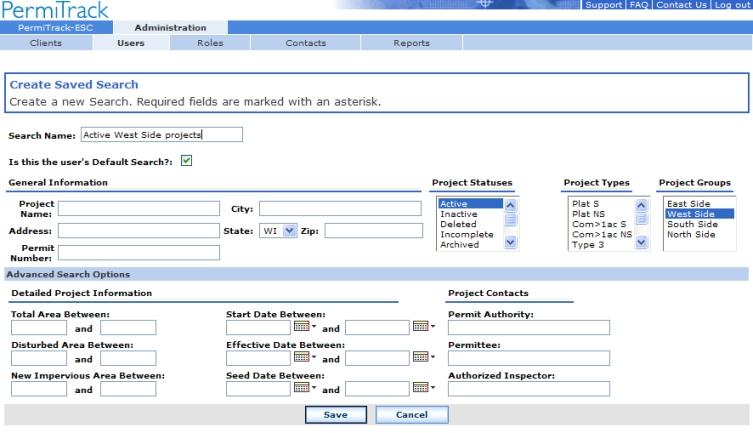 PermiTrack
Support | FAQ | Contact Us | Log out
PermiTrack-ESC Administration
Clients Users Roles Contacts Reports
Create Saved Search
Create a new Search. Required fields are marked with an asterisk.
Search Name: Active West Side projects
Is this the user's Default Search?:
General Information Project Statuses Project Types Project Groups
Project Name: City:
Address: State: WI Zip:
Permit Number:
Active
Inactive
Deleted
Incomplete
Archived
Plat S
Plat NS
Com>1ac S
Com>1ac NS
Type 3
East Side
West Side
South Side
North Side
Advanced Search Options
Detailed Project Information Project Contacts
Total Area Between: Start Date Between: Permit Authority:
and and
Disturbed Area Between: Effective Date Between: Permittee:
and and
New Impervious Area Between: Seed Date Between: Authorized Inspector:
and and
Save Cancel